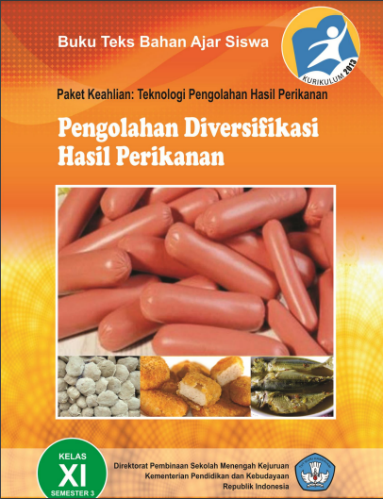 Buku Teks Bahan Ajar Siswa
KURIKULUM 2013
Paket Keahlian: Teknologi Pengolahan Hasil Perikanan
Pengolahan Diversifikasi
Hasil Perikanan
KELAS
XI
SEMESTER 3
Direktorat Pembinaan Sekolah Menengah Kejuruan
Kementerian Pendidikan dan Kebudayaan
Republik Indonesia